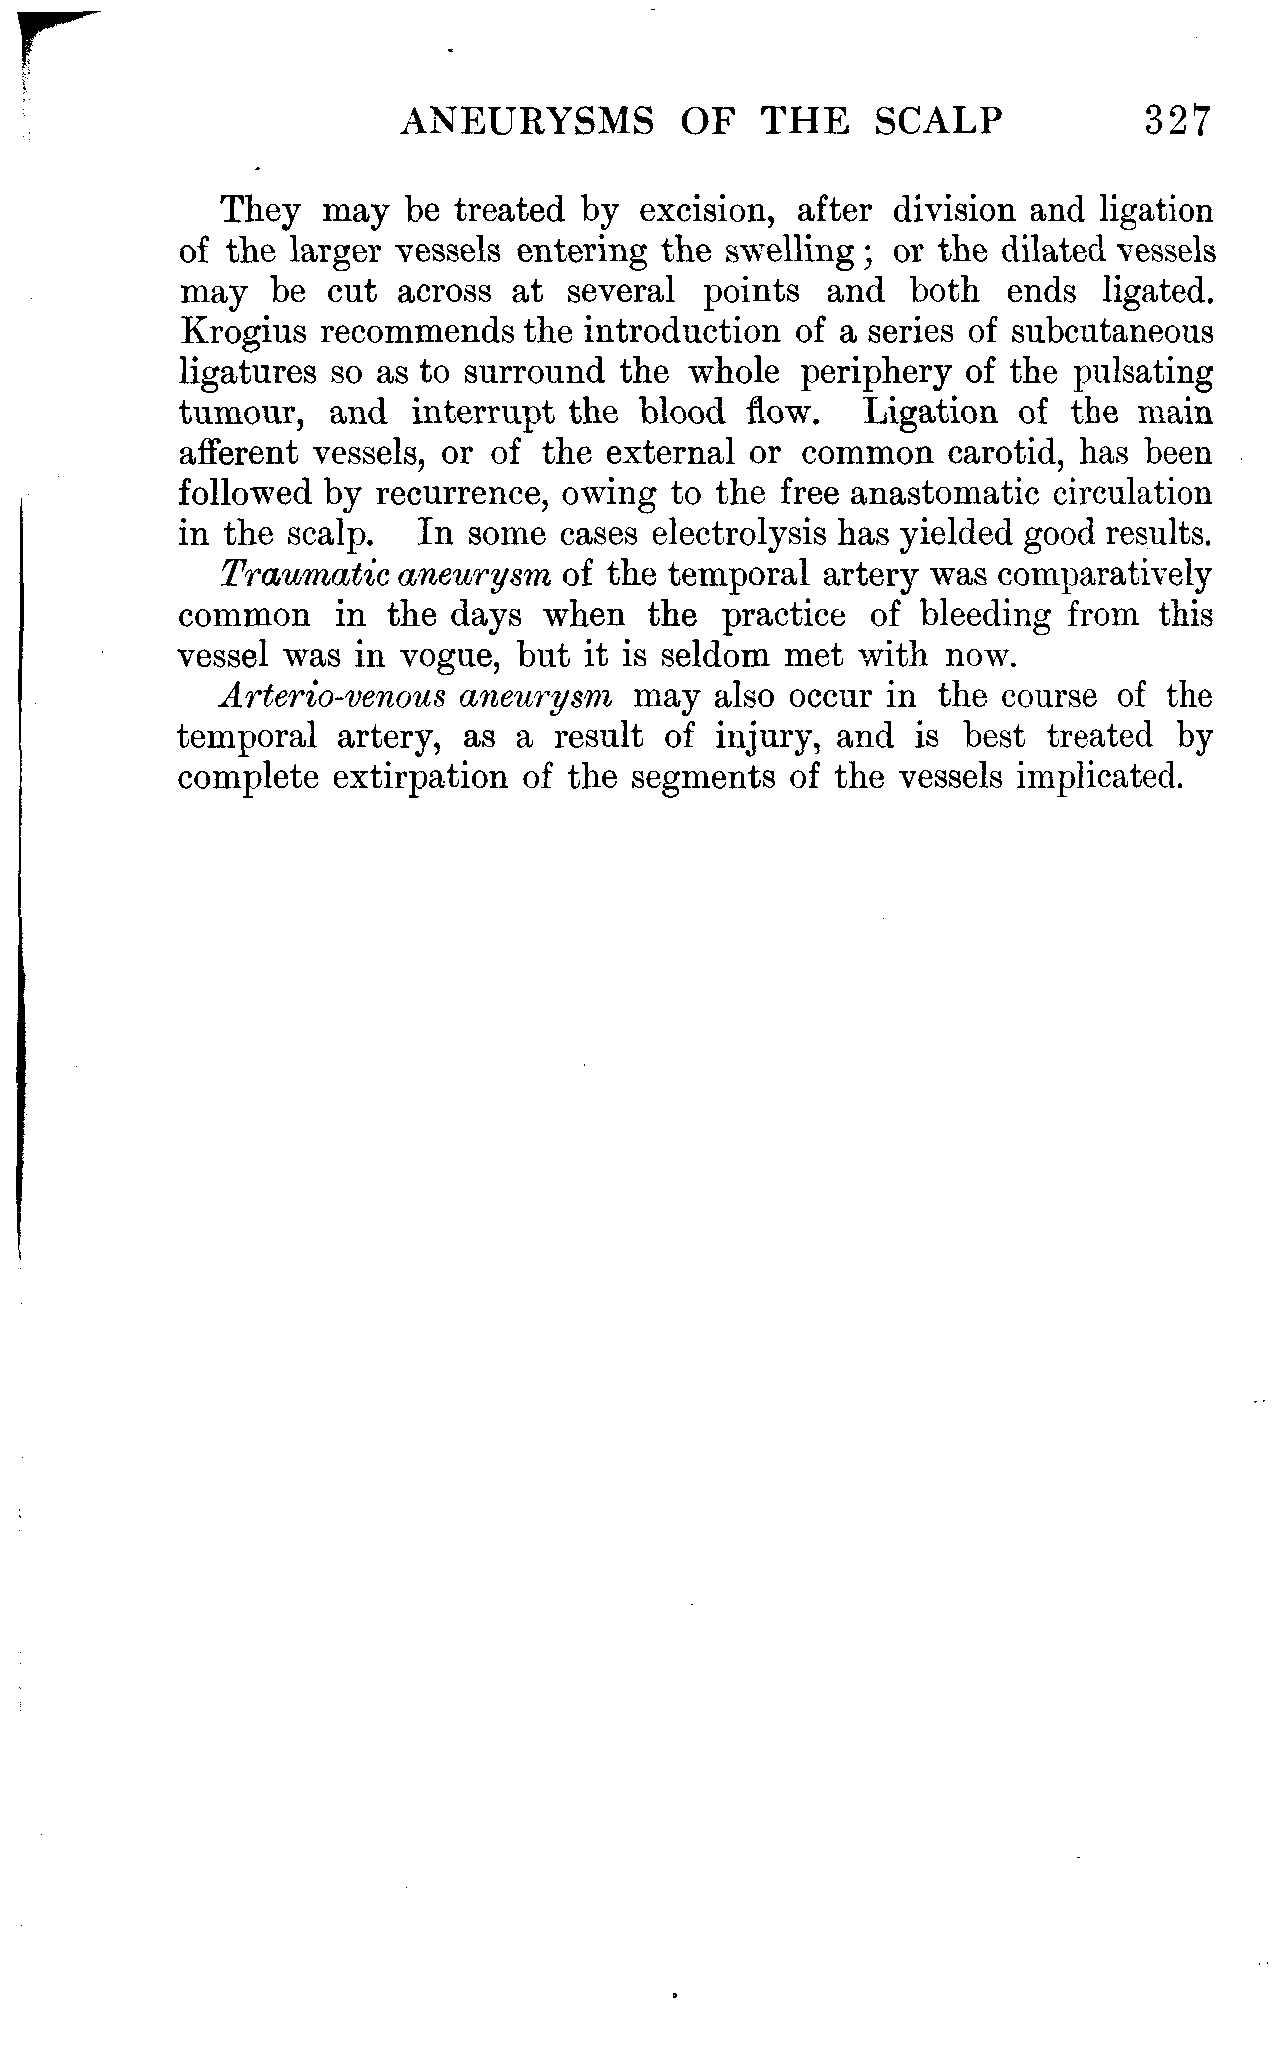 ANEURYSMS OF THE SCALP 327
They may be treated by excision, after division and ligation
of the larger vessels entering the swelling; or the dilated vessels
may be cut across at several points and both ends ligated.
Krogius recommends the introduction of a series of subcutaneous
ligatures so as to surround the whole periphery of the pulsating
tumour, and interrupt the blood flow. Ligation of the main
afferent vessels, or of the external or common carotid, has been
followed by recurrence, owing to the free anastomatic circulation
in the scalp. In some cases electrolysis has yielded good results.
Traumatic aneurysm of the temporal artery was comparatively
common in the days when the practice of bleeding from this
vessel was in vogue, but it is seldom met with now.
Arterio-venous aneurysm may also occur in the course of the
temporal artery, as a result of injury, and is best treated by
complete extirpation of the segments of the vessels implicated.